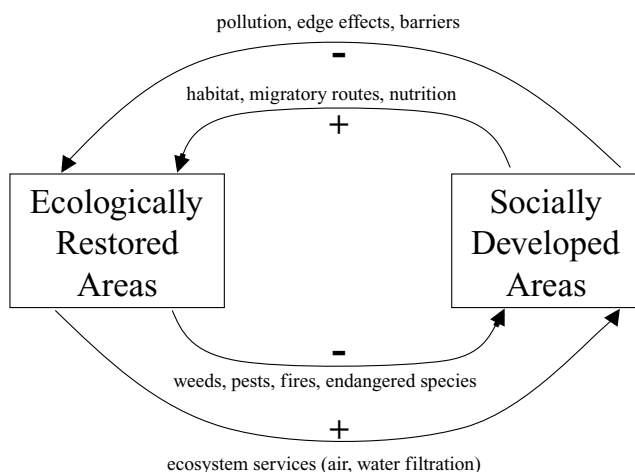 pollution, edge effects, barriers
-
habitat, migratory routes, nutrition
+
Ecologically
Restored
Areas
Socially
Developed
Areas
-
weeds, pests, fires, endangered species
+
ecosystem services (air, water filtration)